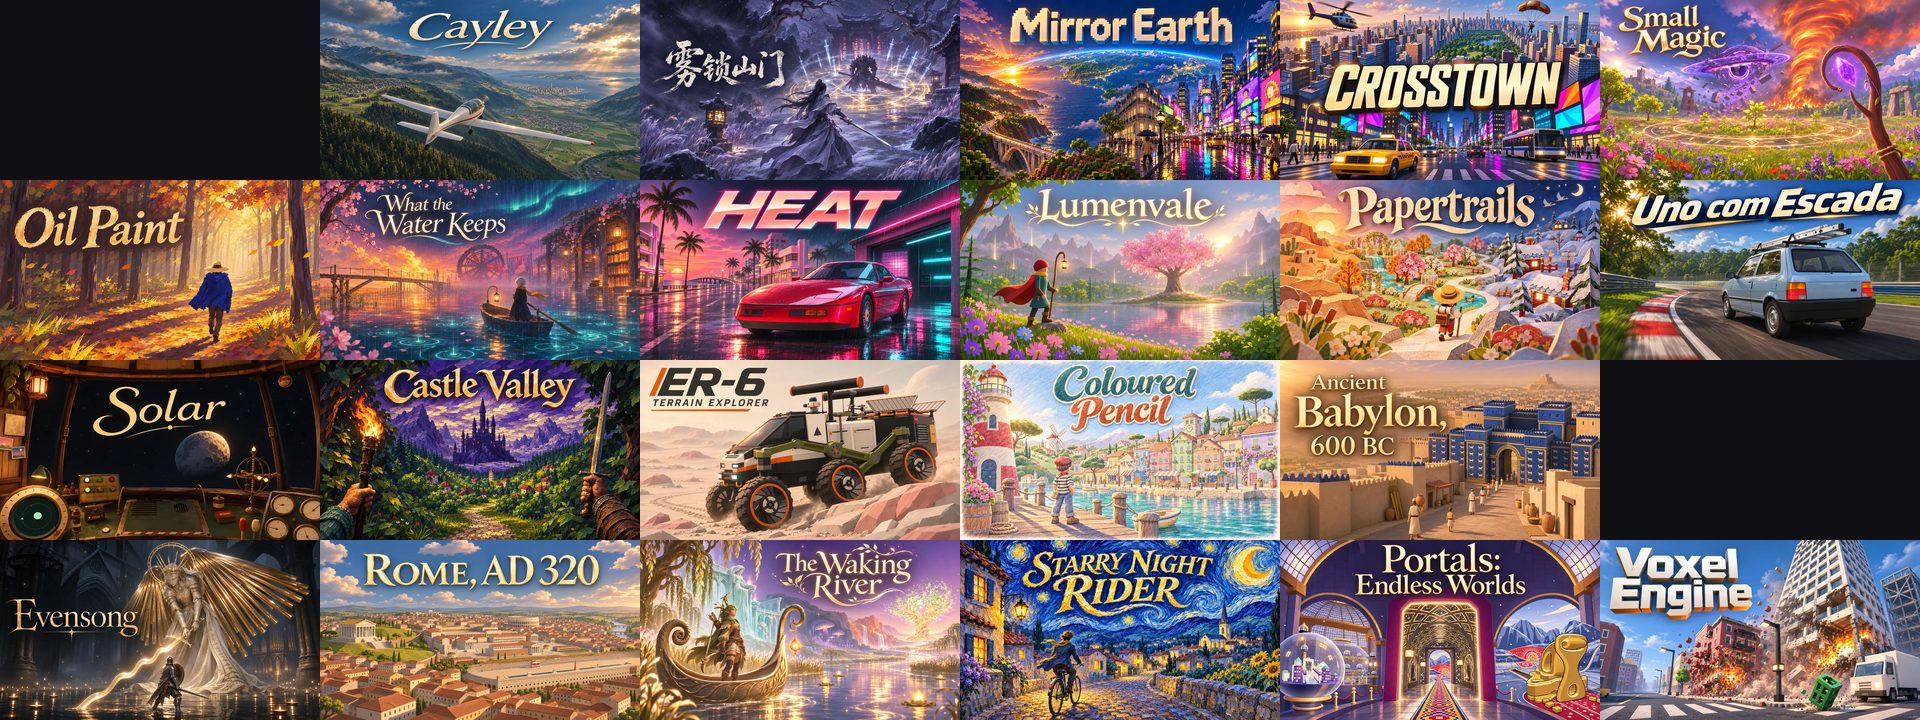 Cayley
雾锁山门
Mirror Earth
CROSSTOWN
Small
Magic
Oil Paint
What the
Water Keeps
HEAT
Lumenvale
Papertrails
Uno com Escada
Solar
Castle Valley
ER-6
TERRAIN EXPLORER
Coloured
Pencil
Ancient
Babylon,
600 BC
Evensong
ROME, AD 320
The Waking
River
STARRY NIGHT
RIDER
Portals:
Endless Worlds
Voxel
Engine